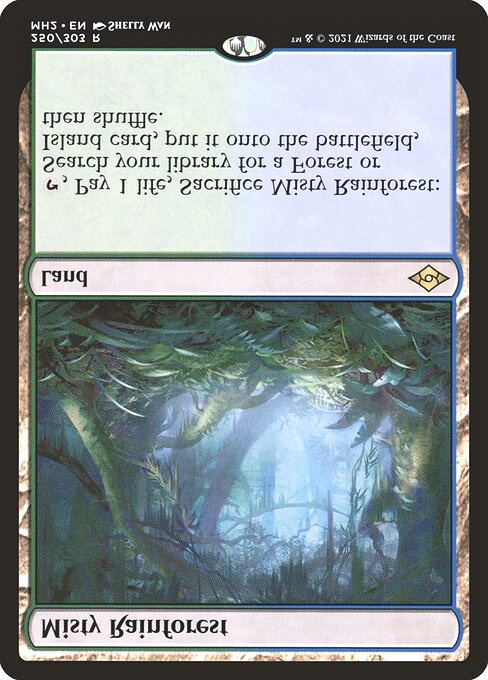 Misty Rainforest
Land
, Pay 1 life, Sacrifice Misty Rainforest:
Search your library for a Forest or
Island card, put it onto the battlefield,
then shuffle.
250/303 R
MH2 • EN Shelly Wan
™ & © 2021 Wizards of the Coast